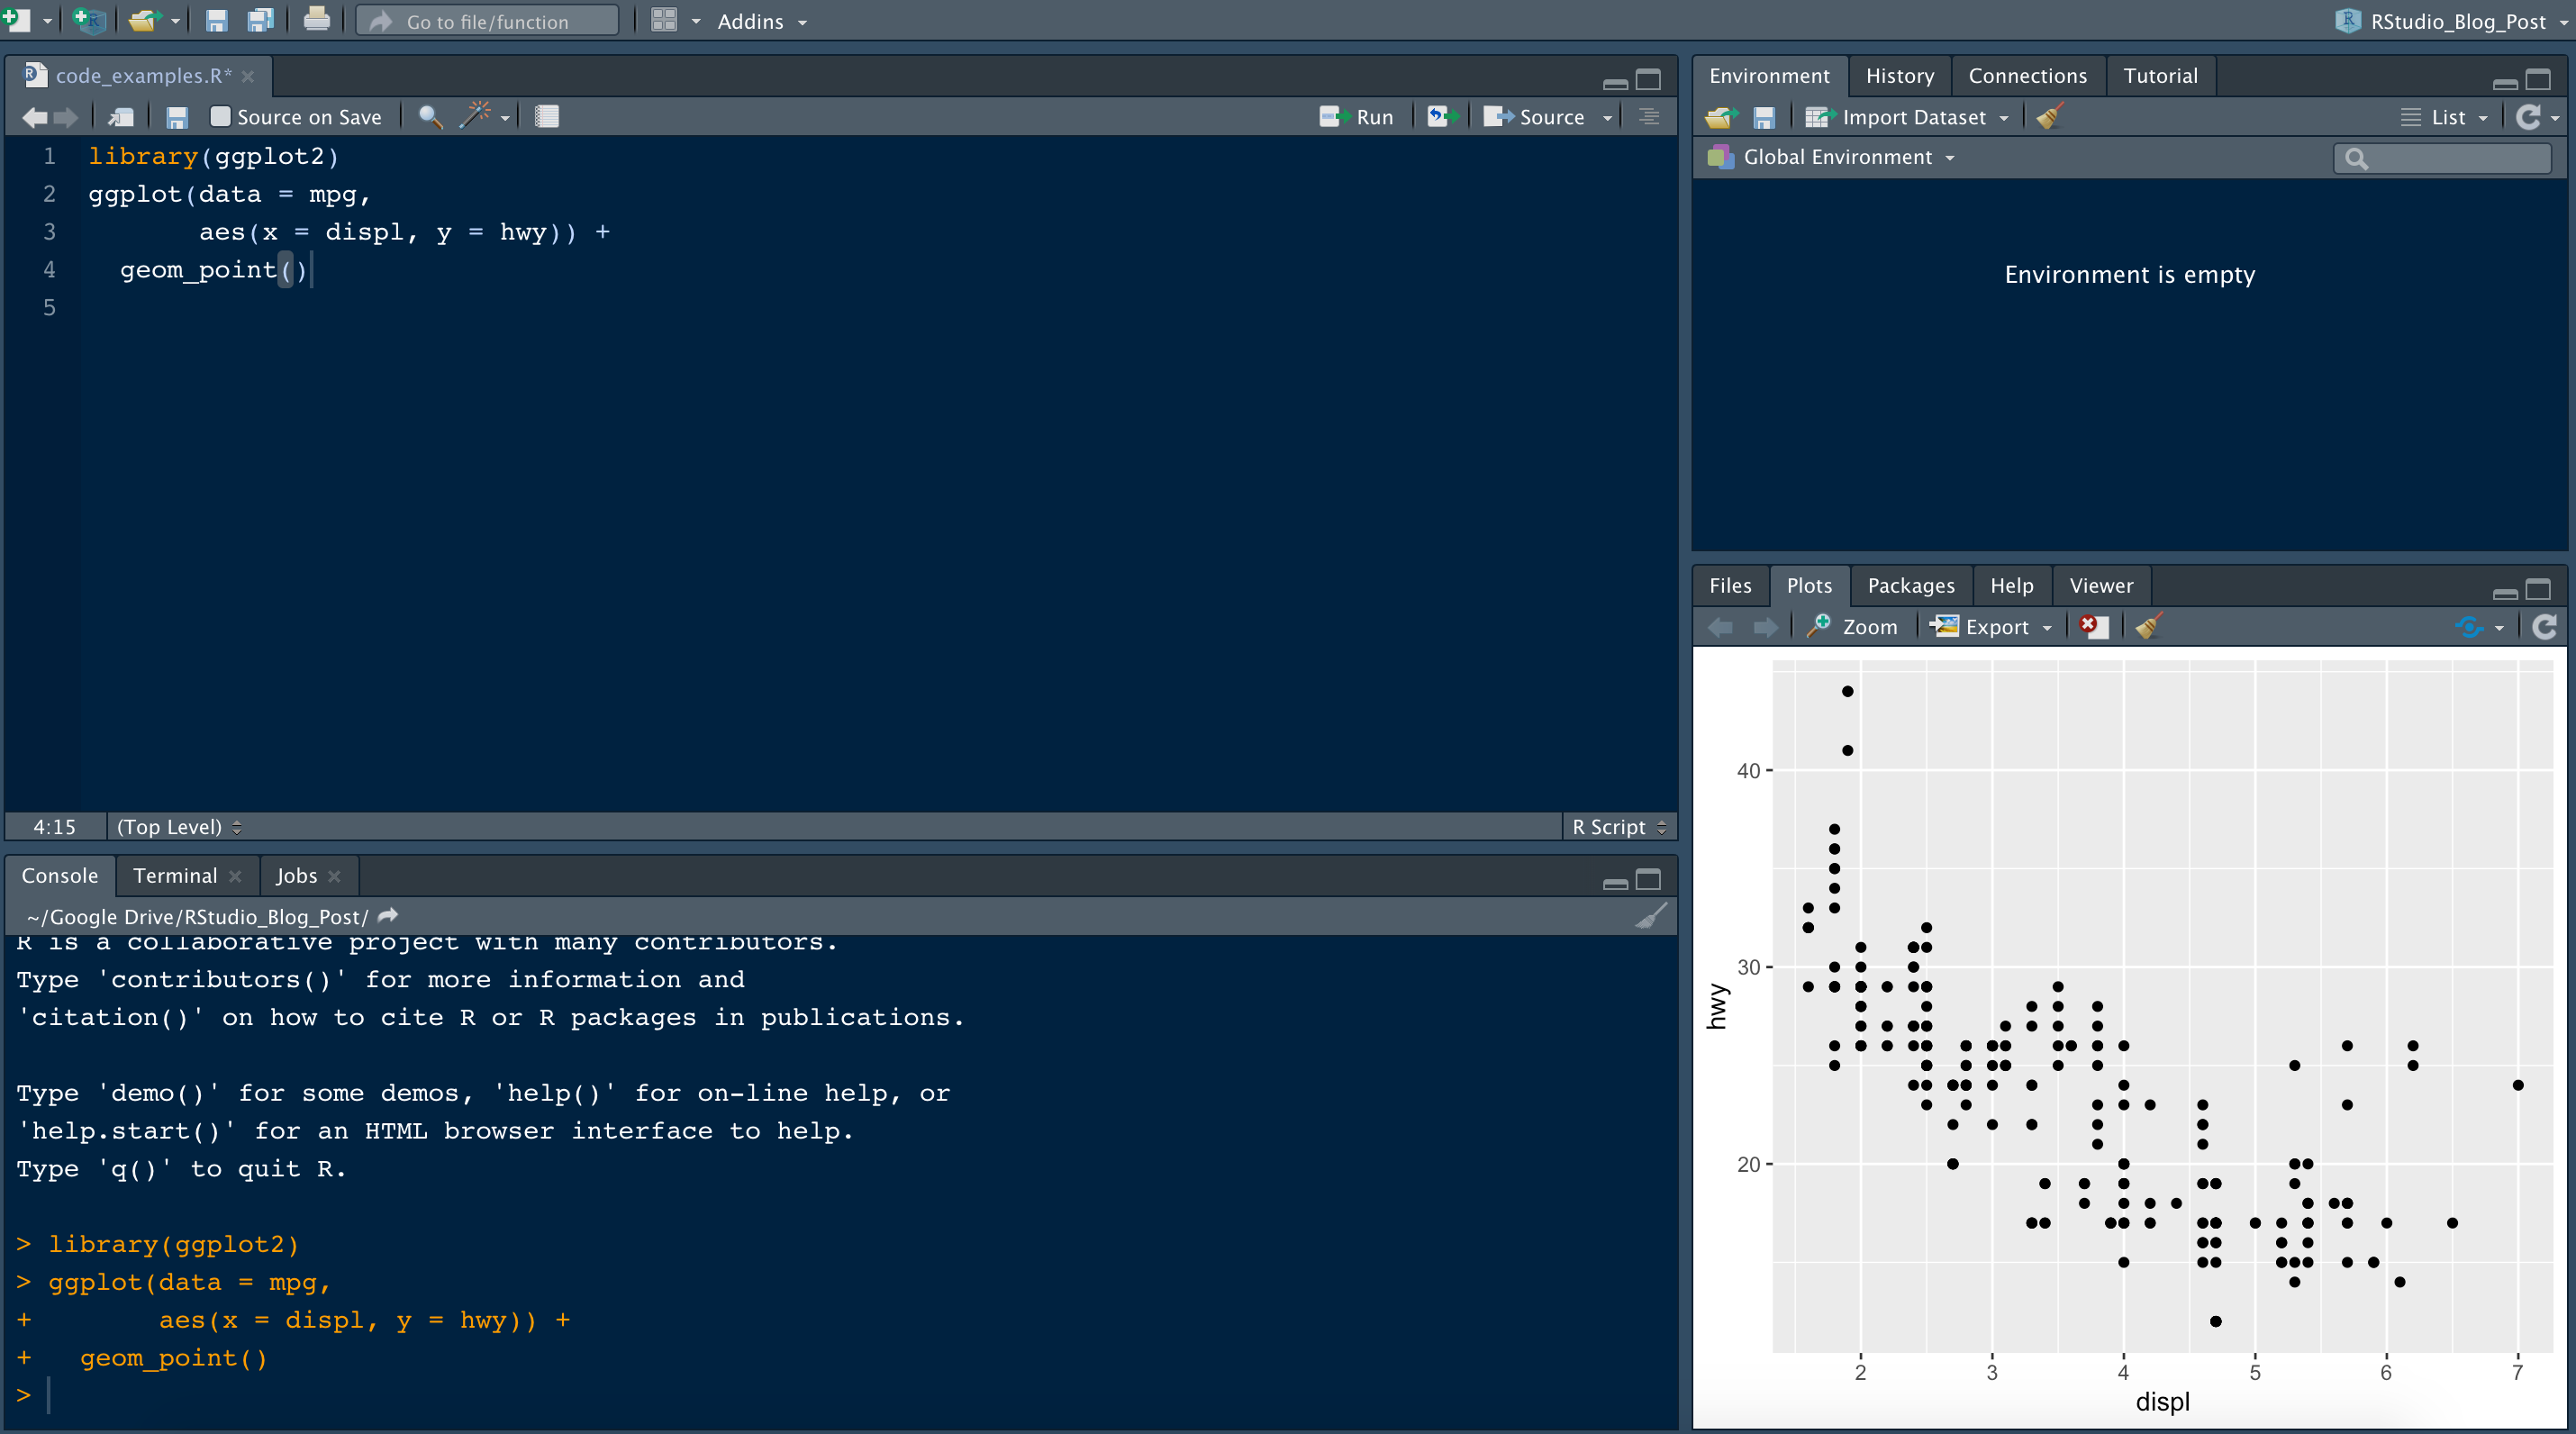 Go to file/function Addins RStudio_Blog_Post
code_examples.R*
Source on Save Run Source
1 library(ggplot2)
2 ggplot(data = mpg,
3        aes(x = displ, y = hwy)) +
4   geom_point()
5
4:15 (Top Level) R Script
Console Terminal Jobs
~/Google Drive/RStudio_Blog_Post/
R is a collaborative project with many contributors.
Type 'contributors()' for more information and
'citation()' on how to cite R or R packages in publications.
Type 'demo()' for some demos, 'help()' for on-line help, or
'help.start()' for an HTML browser interface to help.
Type 'q()' to quit R.
> library(ggplot2)
> ggplot(data = mpg,
+        aes(x = displ, y = hwy)) +
+   geom_point()
>
Environment History Connections Tutorial
Import Dataset List
Global Environment
Environment is empty
Files Plots Packages Help Viewer
Zoom Export
40
30
20
hwy
2 3 4 5 6 7
displ